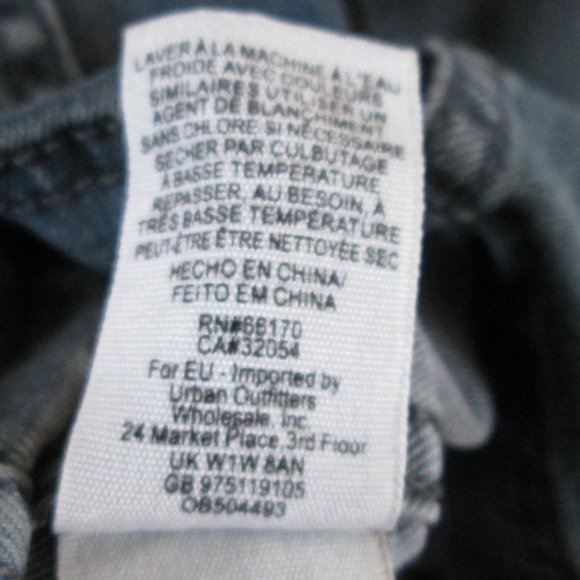 LAVER À LA MACHINE À L'EAU
FROIDE AVEC COULEURS
SIMILAIRES UTILISER UN
AGENT DE BLANCHIMENT
SANS CHLORE SI NÉCESSAIRE
SÉCHER PAR CULBUTAGE
À BASSE TEMPÉRATURE
REPASSER, AU BESOIN, À
TRÈS BASSE TEMPÉRATURE
PEUT-ÊTRE ÊTRE NETTOYÉE SEC
HECHO EN CHINA/
FEITO EM CHINA
RN#66170
CA#32054
For EU - Imported by
Urban Outfitters
Wholesale, Inc.
24 Market Place, 3rd Floor
UK W1W 8AN
GB 975119105
OB504493